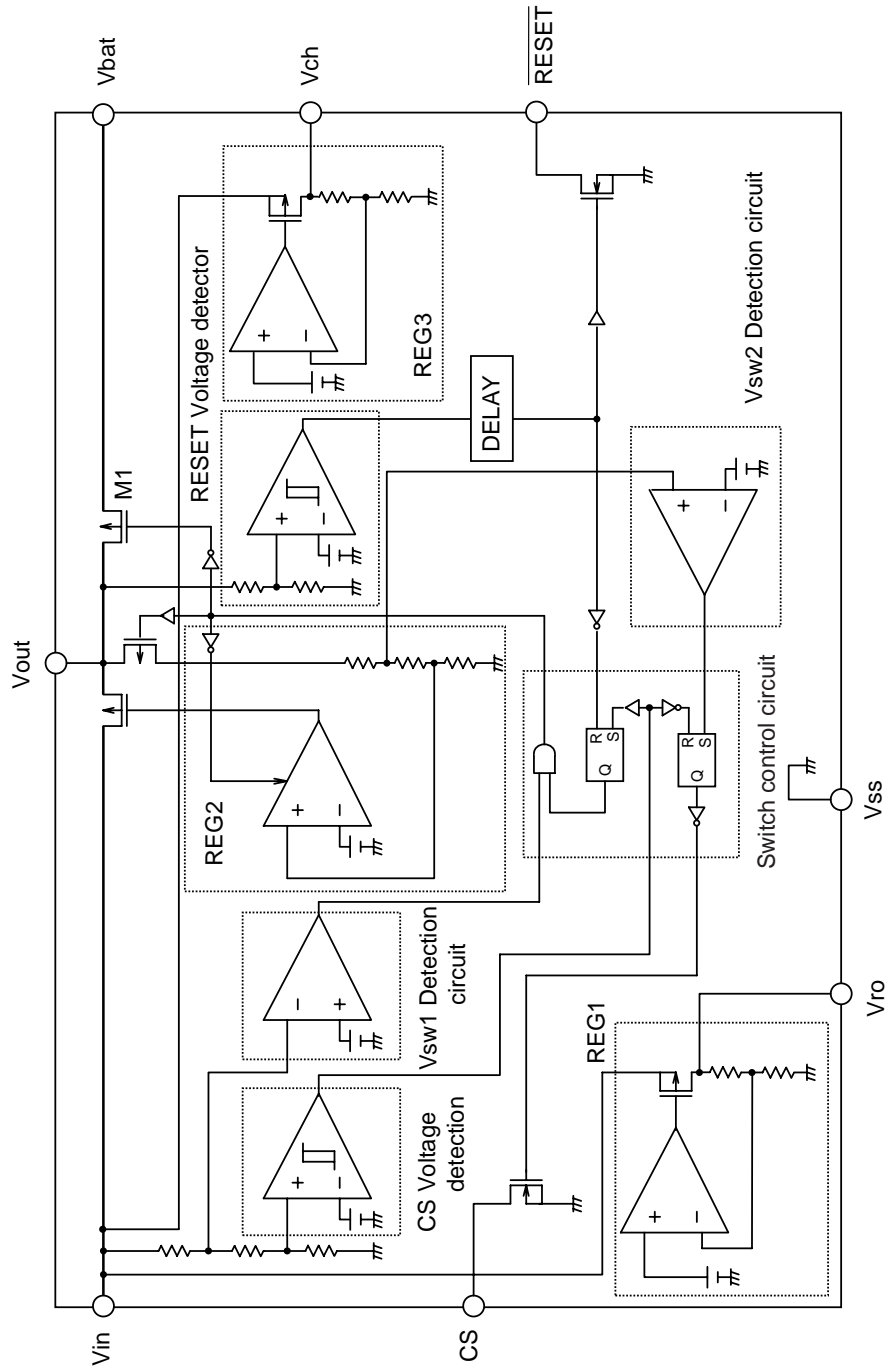 Vin
Vout
Vbat
M1
REG2
+
−
CS Voltage
detection
+
−
Vsw1 Detection
circuit
−
+
RESET Voltage detector
+
−
REG3
+
−
Vch
DELAY
CS
RESET
REG1
+
−
Switch control circuit
Q
R
S
Q
R
S
Vsw2 Detection circuit
+
−
Vro
Vss